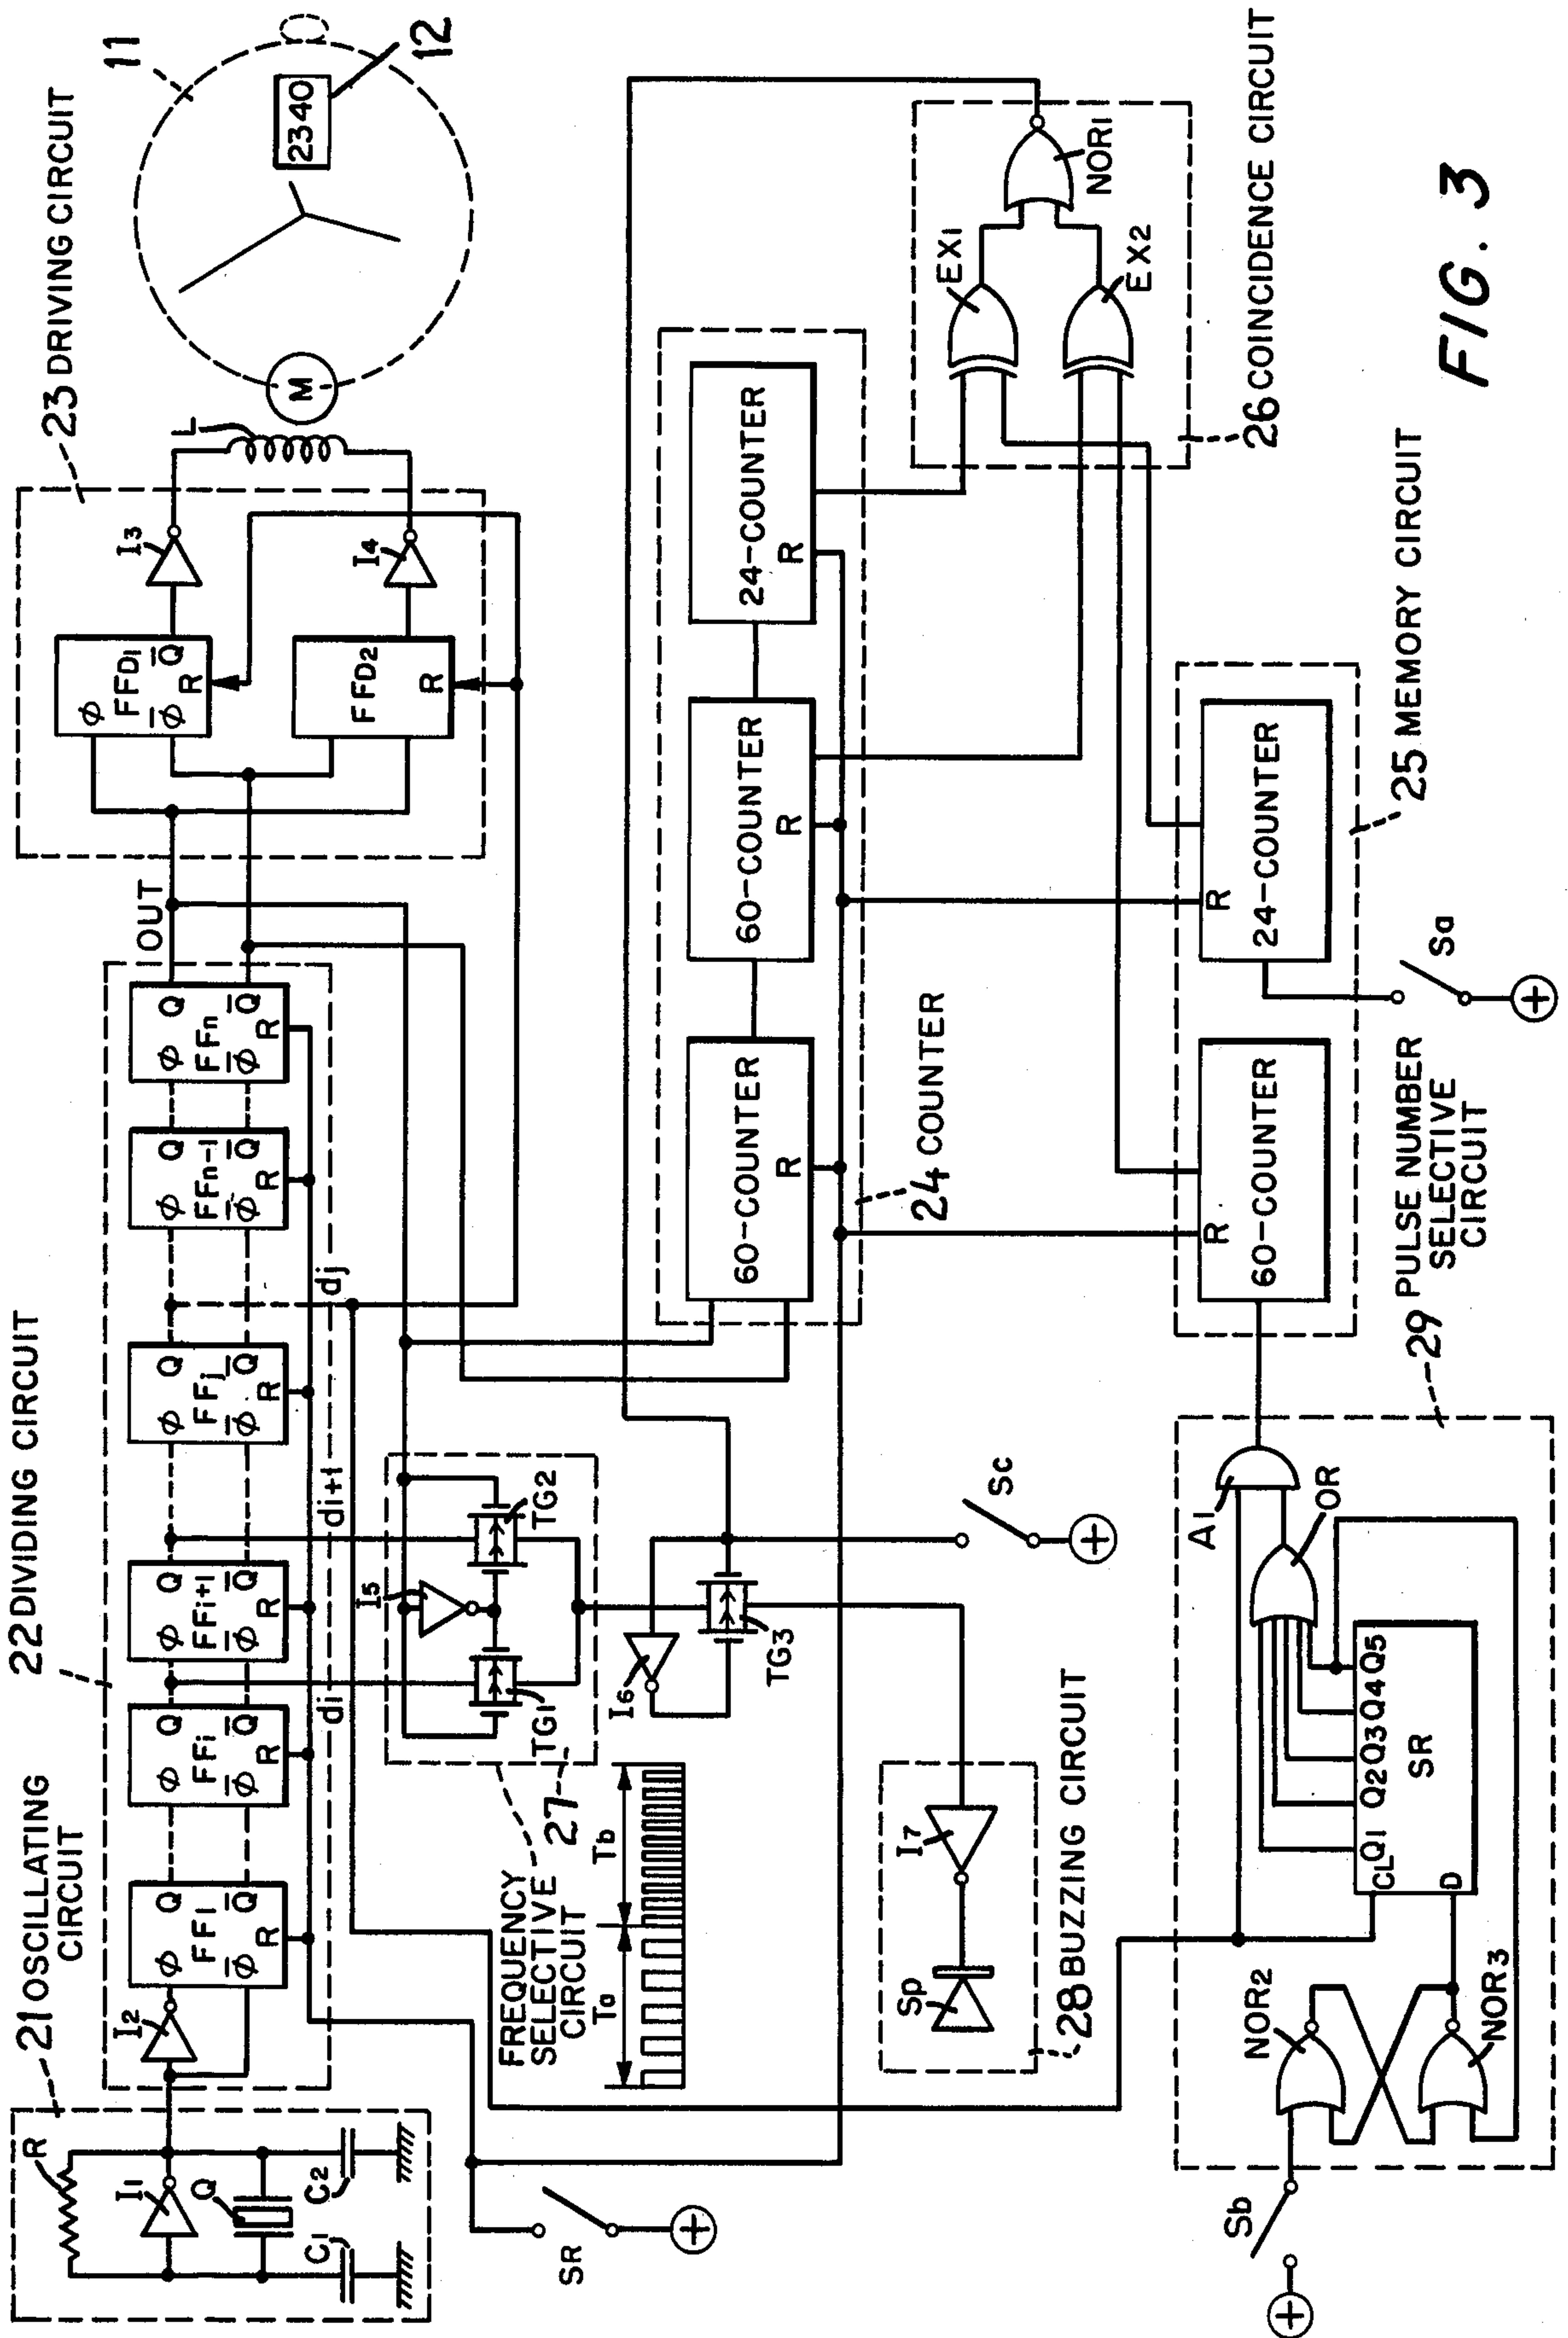 21 OSCILLATING
CIRCUIT
R
I1
Q
C1
C2
SR
22 DIVIDING CIRCUIT
I2
Φ Q
FF1
Φ̅ Q̅
R
Φ Q
FFi
Φ̅ Q̅
R
di
Φ Q
FFi+1
Φ̅ Q̅
R
di+1
Φ Q
FFj
Φ̅ Q̅
R
dj
Φ Q
FFn-1
Φ̅ Q̅
R
Φ Q
FFn
Φ̅ Q̅
R
IOUT
23 DRIVING CIRCUIT
Φ
FFD1
Φ̅ Q̅
R
FFD2
R
I3
I4
L
M
11
2340
12
FREQUENCY
SELECTIVE
CIRCUIT
27
Ta
Tb
TG1
I5
TG2
I6
TG3
Sc
60-COUNTER
R
60-COUNTER
R
24-COUNTER
R
24 COUNTER
EX1
EX2
NOR1
26 COINCIDENCE CIRCUIT
Sp
I7
28 BUZZING CIRCUIT
60-COUNTER
R
24-COUNTER
R
Sa
25 MEMORY CIRCUIT
29 PULSE NUMBER
SELECTIVE
CIRCUIT
Sb
NOR2
NOR3
CL
D
Q1 Q2 Q3 Q4 Q5
SR
OR
A1
FIG. 3